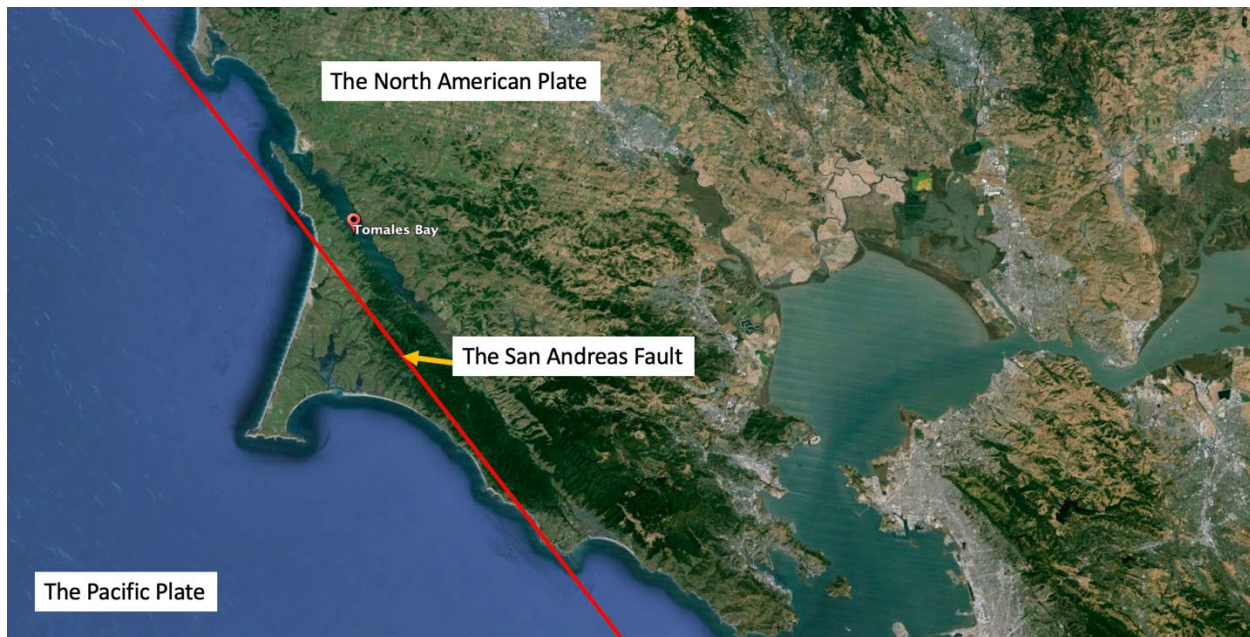 The North American Plate
Tomales Bay
The San Andreas Fault
The Pacific Plate